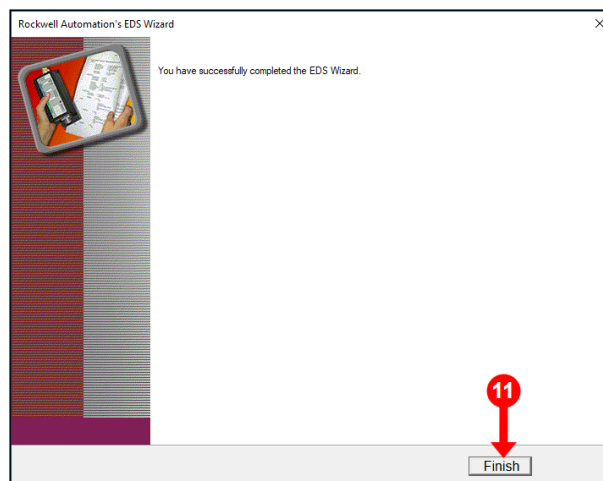 Rockwell Automation's EDS Wizard
You have successfully completed the EDS Wizard.
11
Finish